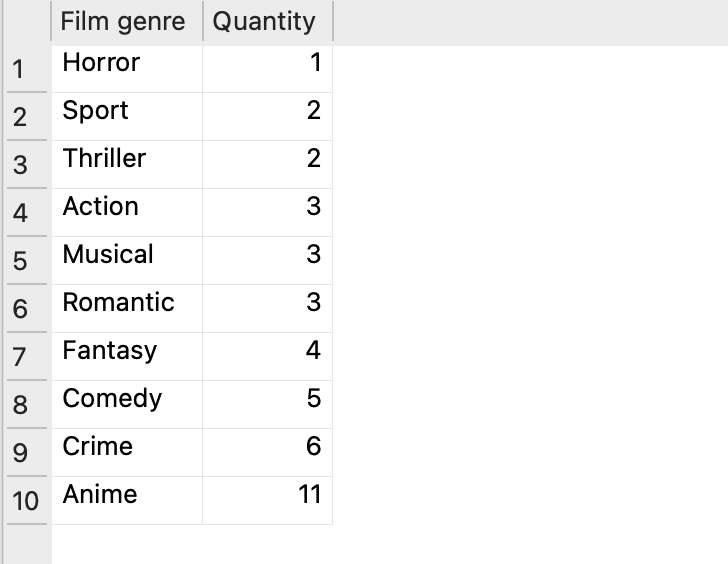 Film genre Quantity
1 Horror 1
2 Sport 2
3 Thriller 2
4 Action 3
5 Musical 3
6 Romantic 3
7 Fantasy 4
8 Comedy 5
9 Crime 6
10 Anime 11